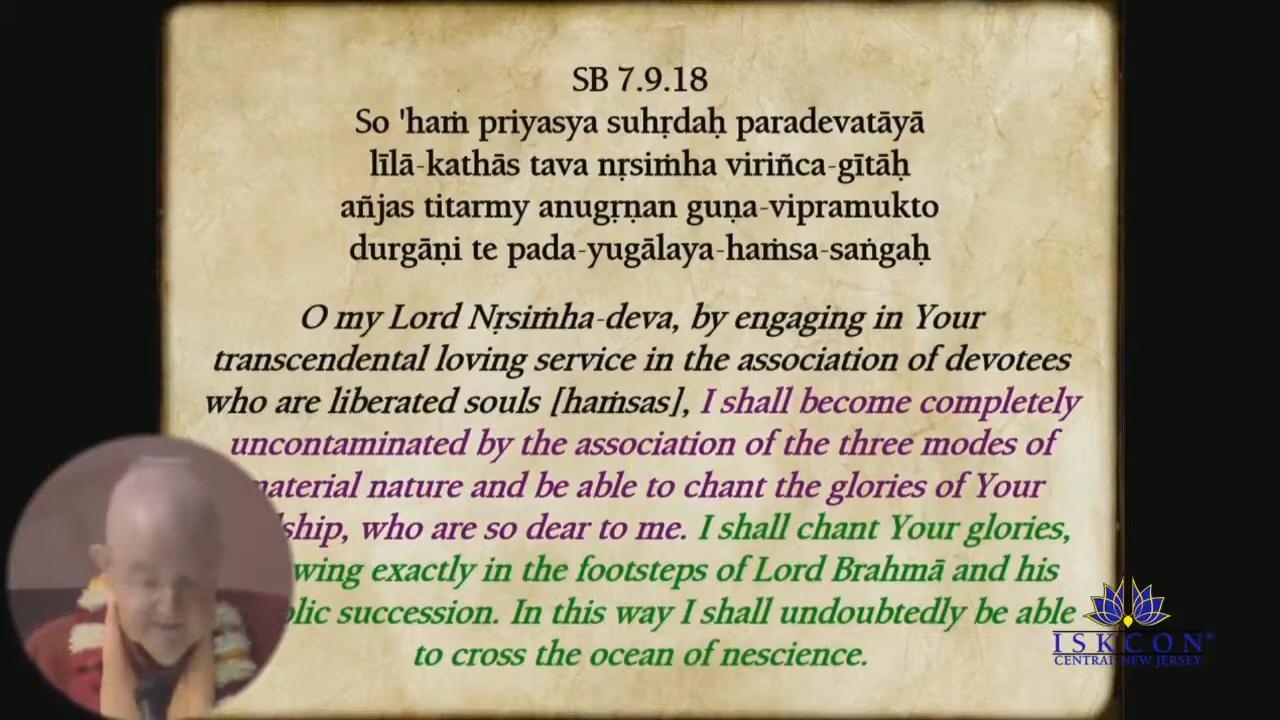 SB 7.9.18
So 'haṁ priyasya suhṛdaḥ paradevatāyā
līlā-kathās tava nṛsiṁha viriñca-gītāḥ
añjas titarmy anugṛṇan guṇa-vipramukto
durgāṇi te pada-yugālaya-haṁsa-saṅgaḥ
O my Lord Nṛsiṁha-deva, by engaging in Your
transcendental loving service in the association of devotees
who are liberated souls [haṁsas], I shall become completely
uncontaminated by the association of the three modes of
material nature and be able to chant the glories of Your
ship, who are so dear to me. I shall chant Your glories,
wing exactly in the footsteps of Lord Brahmā and his
plic succession. In this way I shall undoubtedly be able
to cross the ocean of nescience.
ISKCON®
CENTRAL NEW JERSEY